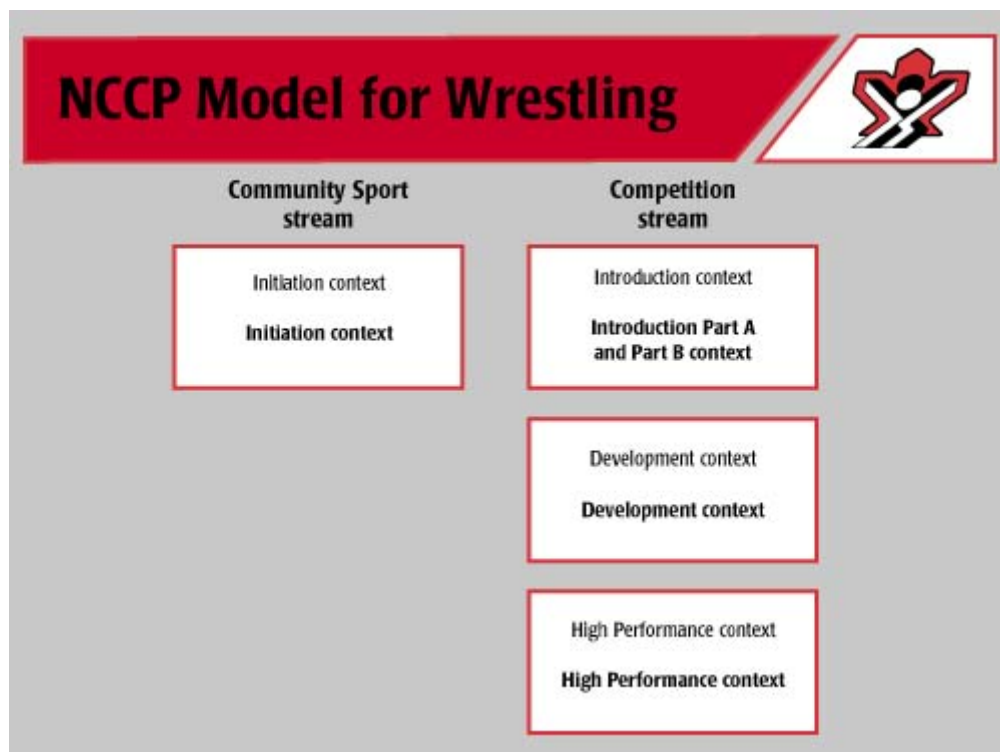 NCCP Model for Wrestling
Community Sport
stream
Initiation context
Initiation context
Competition
stream
Introduction context
Introduction Part A
and Part B context
Development context
Development context
High Performance context
High Performance context